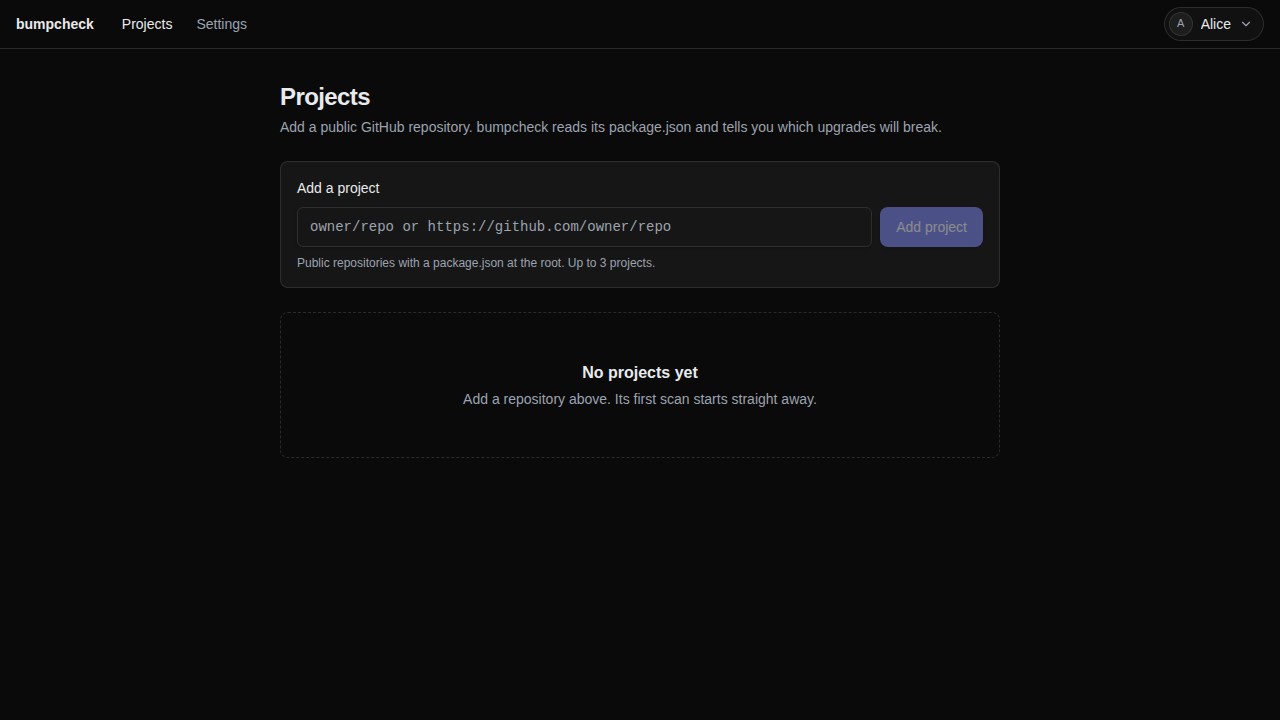 bumpcheck
Projects
Settings
A
Alice
Projects
Add a public GitHub repository. bumpcheck reads its package.json and tells you which upgrades will break.
Add a project
owner/repo or https://github.com/owner/repo
Add project
Public repositories with a package.json at the root. Up to 3 projects.
No projects yet
Add a repository above. Its first scan starts straight away.